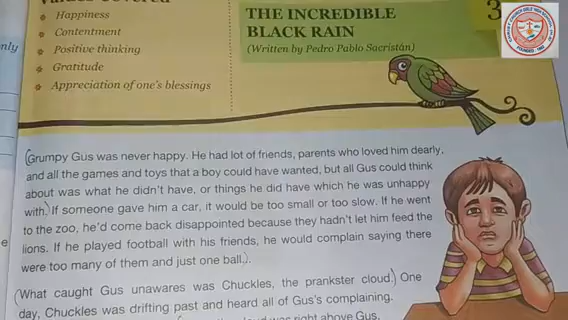 Happiness
Contentment
Positive thinking
Gratitude
Appreciation of one's blessings
only
THE INCREDIBLE
BLACK RAIN
(Written by Pedro Pablo Sacristán)
3
(Grumpy Gus was never happy. He had lot of friends, parents who loved him dearly,
and all the games and toys that a boy could have wanted, but all Gus could think
about was what he didn't have, or things he did have which he was unhappy
with.) If someone gave him a car, it would be too small or too slow. If he went
to the zoo, he'd come back disappointed because they hadn't let him feed the
lions. If he played football with his friends, he would complain saying there
were too many of them and just one ball.).
(What caught Gus unawares was Chuckles, the prankster cloud.) One
day, Chuckles was drifting past and heard all of Gus's complaining.
was right above Gus,